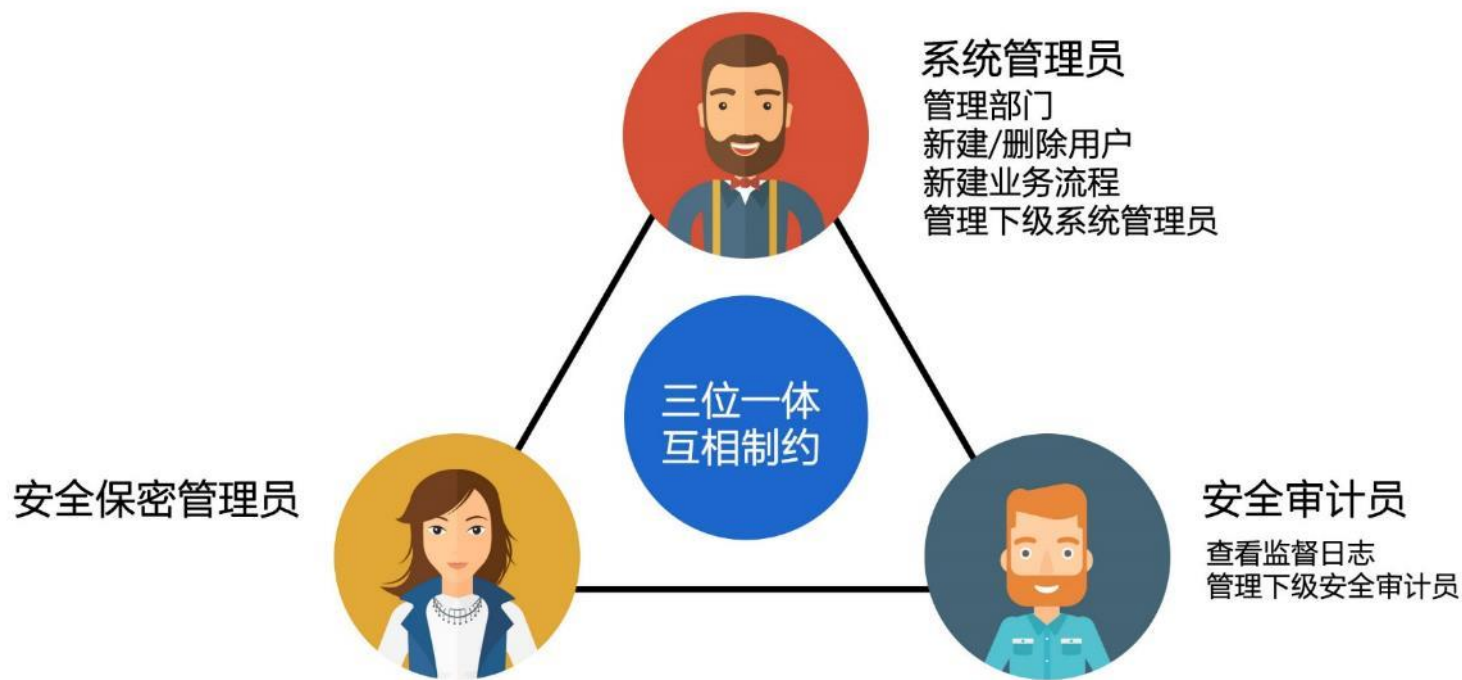 系统管理员
管理部门
新建/删除用户
新建业务流程
管理下级系统管理员
三位一体
互相制约
安全保密管理员
安全审计员
查看监督日志
管理下级安全审计员